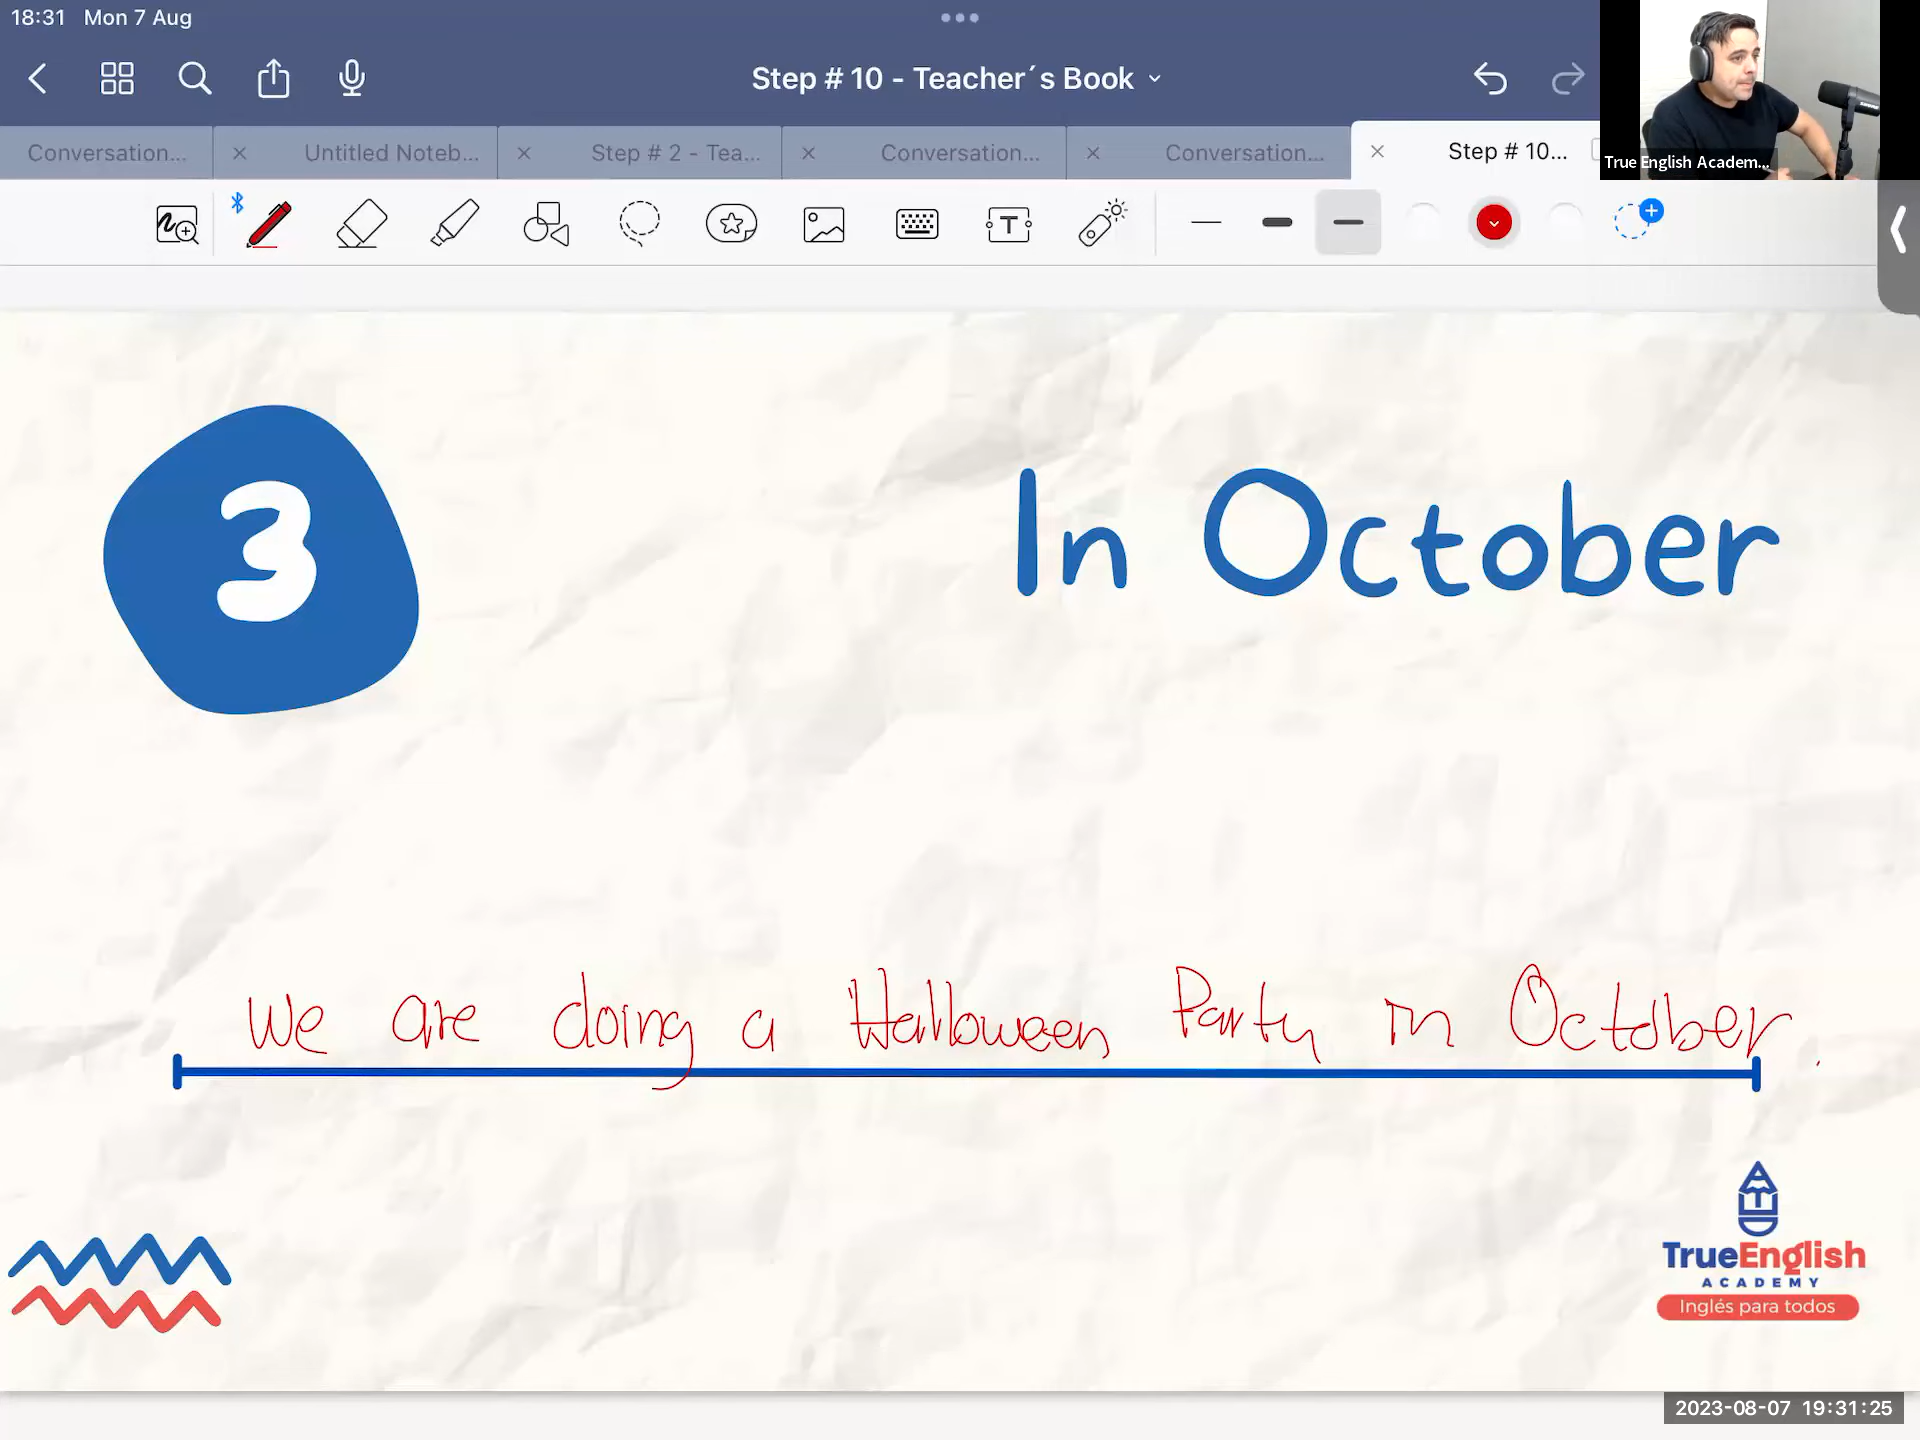 18:31 Mon 7 Aug
Step # 10 - Teacher´s Book
Conversation...
Untitled Noteb...
Step # 2 - Tea...
Conversation...
Conversation...
Step # 10...
True English Academ...
T
3
In October
We are doing a Halloween Party in October.
TrueEnglish
ACADEMY
Inglés para todos
2023-08-07 19:31:25